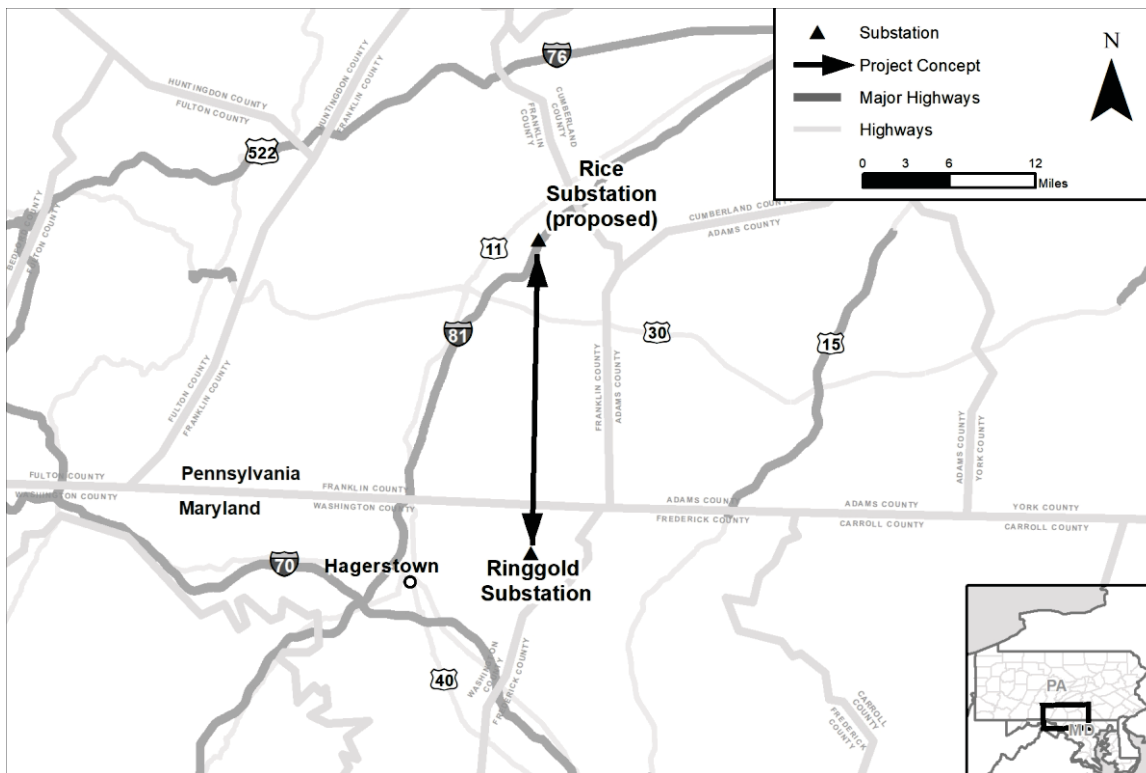 Substation
Project Concept
Major Highways
Highways
N
0 3 6 12
Miles
76
HUNTINGDON COUNTY
FULTON COUNTY
HUNTINGDON COUNTY
FRANKLIN COUNTY
CUMBERLAND COUNTY
FRANKLIN COUNTY
522
Rice
Substation
(proposed)
BEDFORD COUNTY
FULTON COUNTY
CUMBERLAND COUNTY
ADAMS COUNTY
11
81
30
15
FULTON COUNTY
FRANKLIN COUNTY
FRANKLIN COUNTY
ADAMS COUNTY
ADAMS COUNTY
YORK COUNTY
Pennsylvania
Maryland
FULTON COUNTY
WASHINGTON COUNTY
FRANKLIN COUNTY
WASHINGTON COUNTY
ADAMS COUNTY
FREDERICK COUNTY
ADAMS COUNTY
CARROLL COUNTY
YORK COUNTY
CARROLL COUNTY
70
Hagerstown
Ringgold
Substation
40
WASHINGTON COUNTY
FREDERICK COUNTY
CARROLL COUNTY
FREDERICK COUNTY
PA
MD